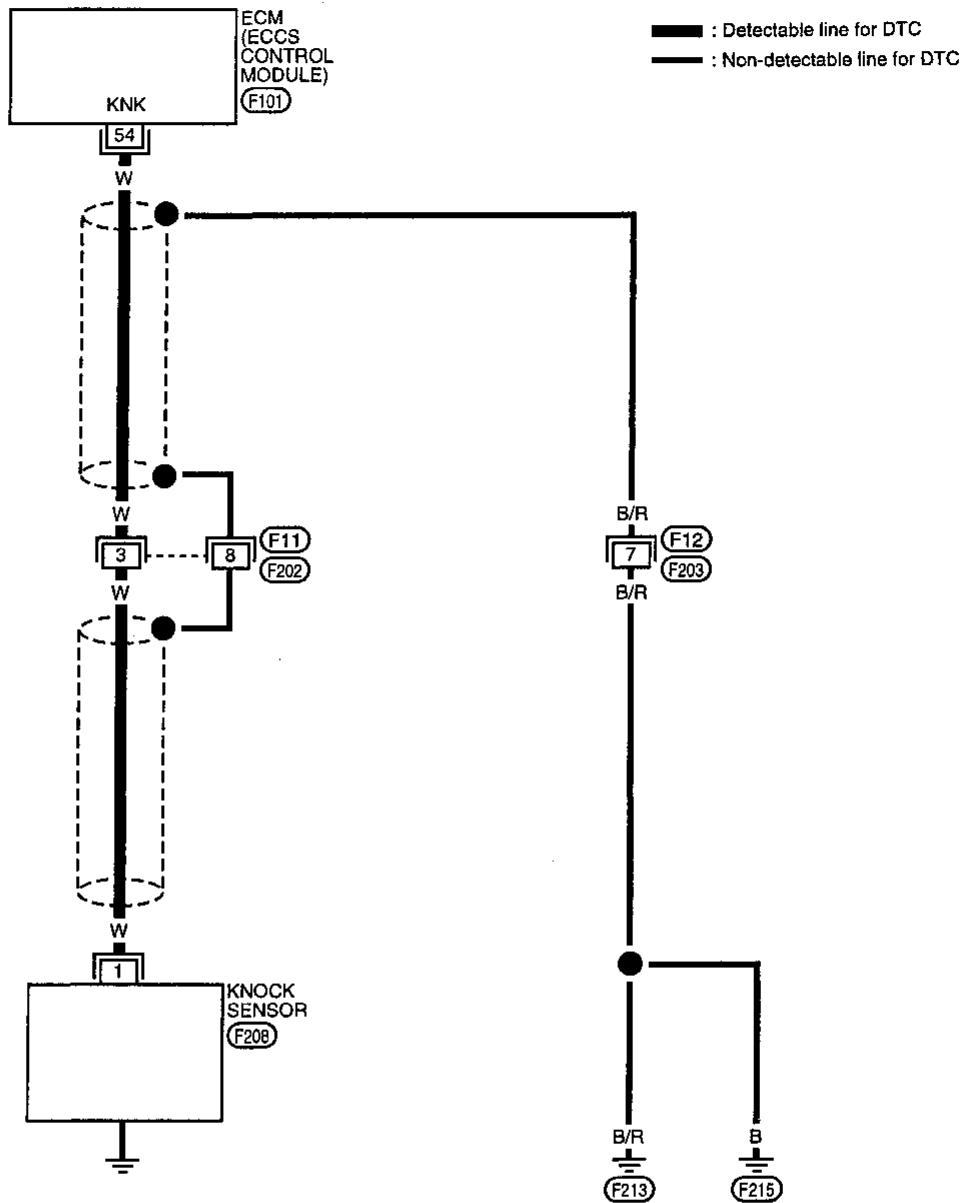 ECM
(ECCS
CONTROL
MODULE)
F101
KNK
54
W
: Detectable line for DTC
: Non-detectable line for DTC
W
3
W
8
F11
F202
B/R
7
B/R
F12
F203
W
1
KNOCK
SENSOR
F208
B/R
F213
B
F215